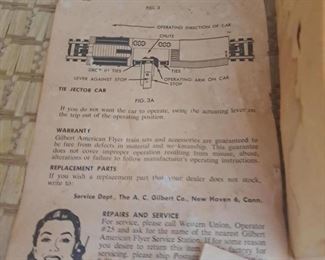 FIG. 3
OPERATING DIRECTION OF CAR
CHUTE
TIES
TIES
LEVER AGAINST STOP
OPERATING ARM ON CAR
STOP
TIE JECTOR CAR
FIG. 3A
If you do not want the car to operate, swing the actuating lever on
the trip out of the operating position.
WARRANTY
Gilbert American Flyer train sets and accessories are guaranteed to
be free from defects in material and workmanship. This guarantee
does not cover improper operation resulting from misuse, abuse,
alterations or failure to follow manufacturer's operating instructions.
REPLACEMENT PARTS
If you wish a replacement part that your dealer does not stock,
write to:
Service Dept., The A. C. Gilbert Co., New Haven 6, Conn.
REPAIRS AND SERVICE
For service, please call Western Union, Operator
#25 and ask for the name of the nearest Gilbert
American Flyer Service Station. If for some reason
you desire to return this to factory for
servicing, please ship